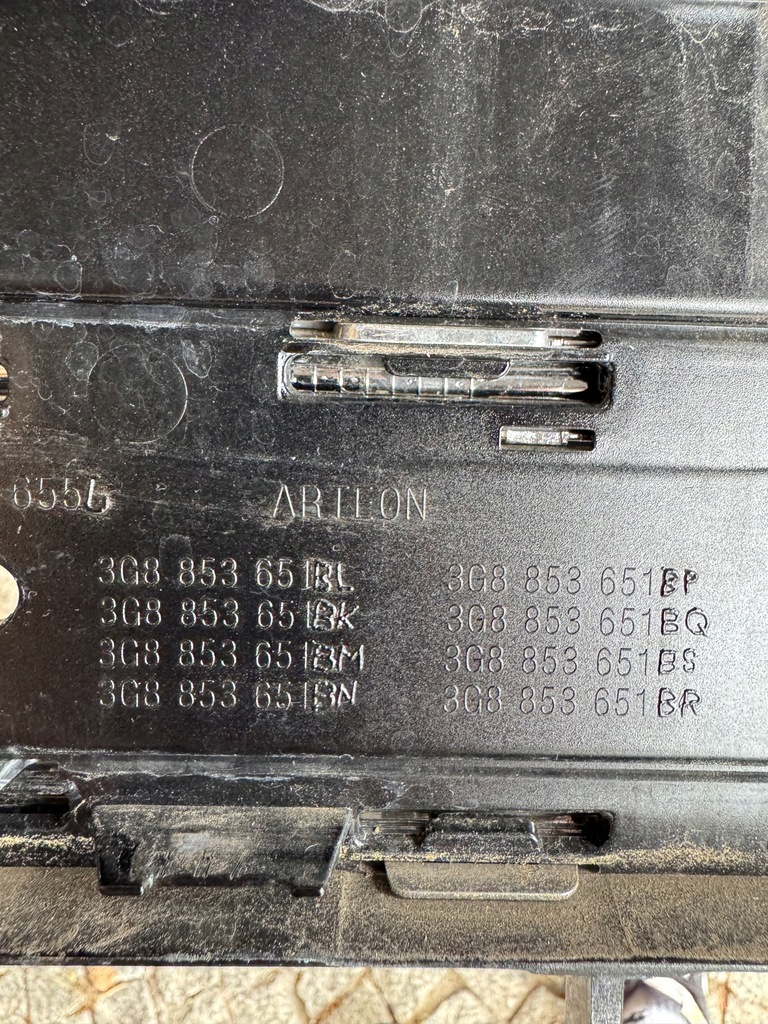 655G ARTEON
3G8 853 651BL 3G8 853 651BP
3G8 853 651BK 3G8 853 651BQ
3G8 853 651BM 3G8 853 651BS
3G8 853 651BN 3G8 853 651BR